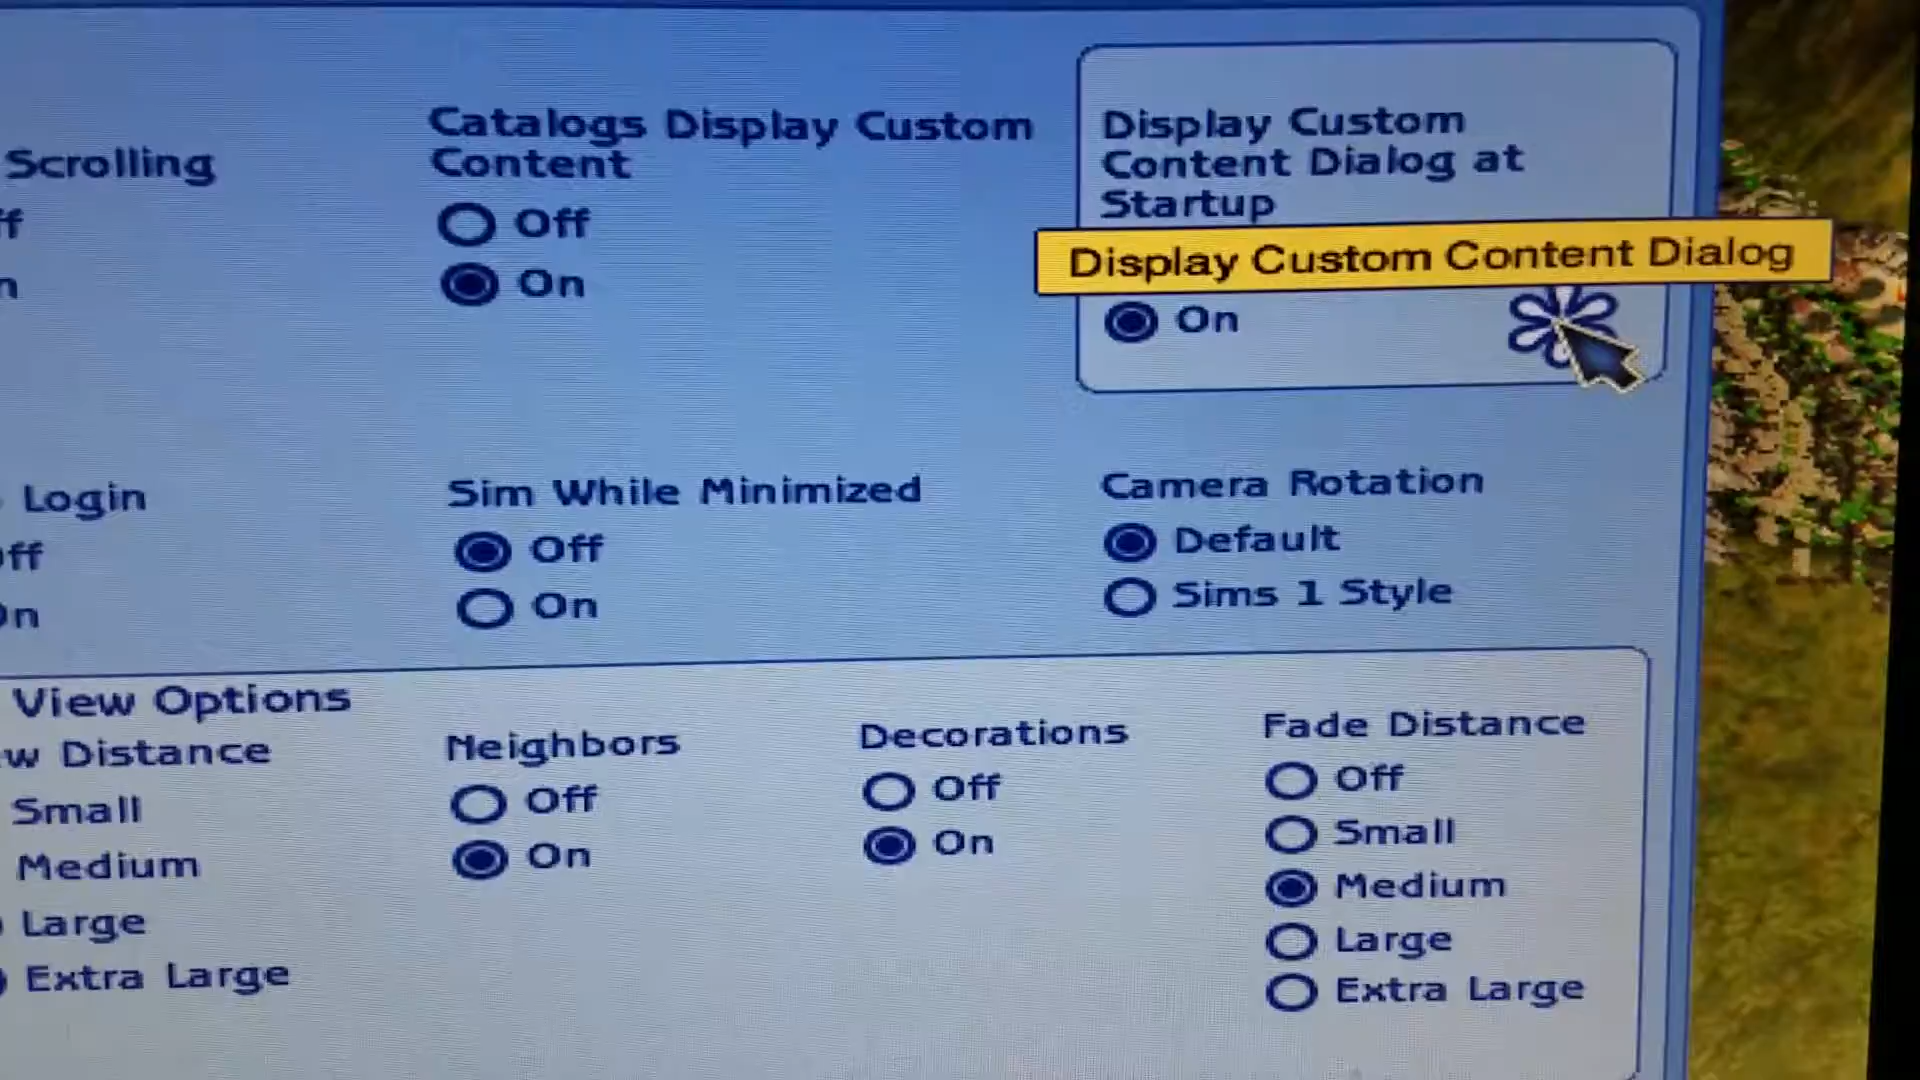 Scrolling
Catalogs Display Custom
Content
Off
On
Display Custom
Content Dialog at
Startup
Display Custom Content Dialog
On
Login
Off
On
Sim While Minimized
Off
On
Camera Rotation
Default
Sims 1 Style
View Options
Distance
Small
Medium
Large
Extra Large
Neighbors
Off
On
Decorations
Off
On
Fade Distance
Off
Small
Medium
Large
Extra Large